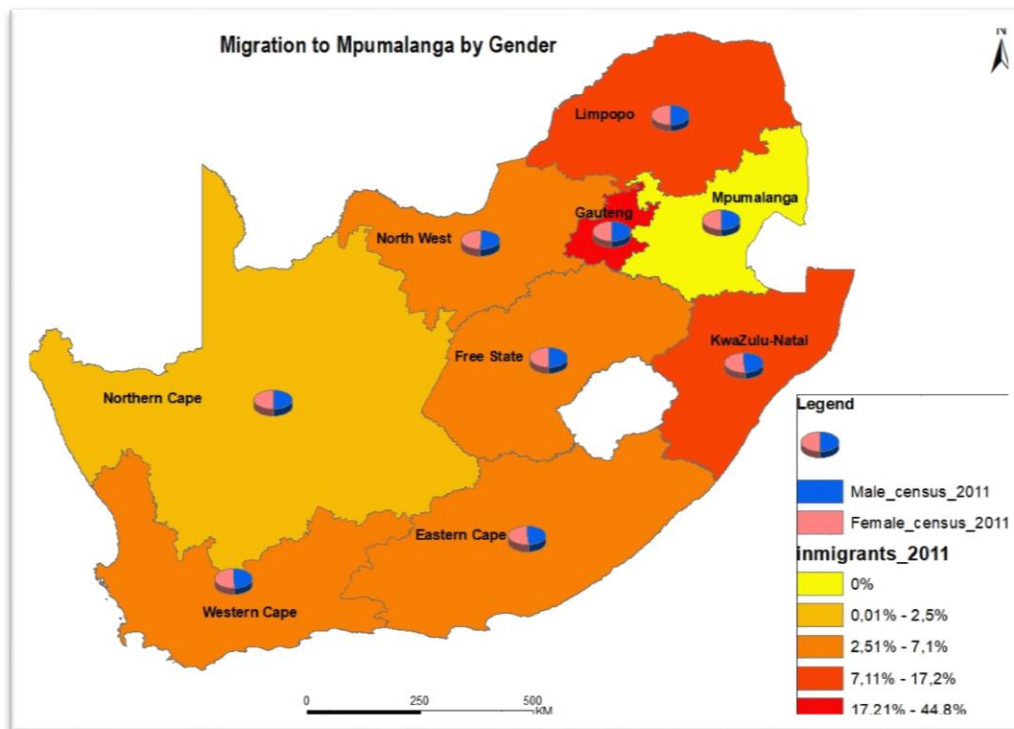 Migration to Mpumalanga by Gender
N
Limpopo
Mpumalanga
Gauteng
North West
KwaZulu-Natal
Free State
Northern Cape
Eastern Cape
Western Cape
Legend
Male_census_2011
Female_census_2011
inmigrants_2011
0%
0,01% - 2,5%
2,51% - 7,1%
7,11% - 17,2%
17,21% - 44,8%
0 250 500
KM